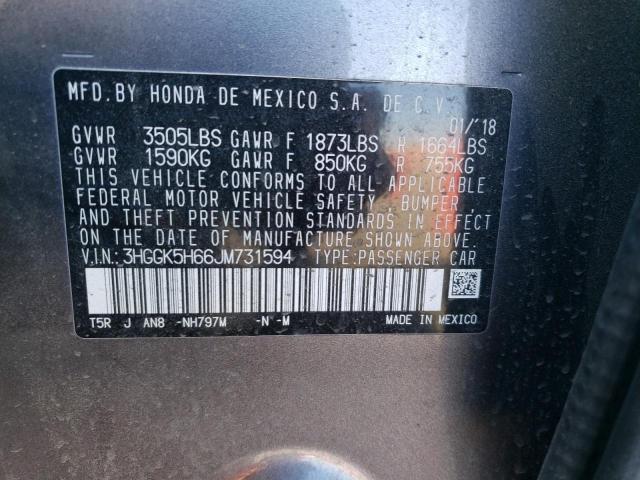 MFD. BY HONDA DE MEXICO S.A. DE C.V.
01/'18
GVWR 3505LBS GAWR F 1873LBS R 1664LBS
GVWR 1590KG GAWR F 850KG R 755KG
THIS VEHICLE CONFORMS TO ALL APPLICABLE
FEDERAL MOTOR VEHICLE SAFETY, BUMPER,
AND THEFT PREVENTION STANDARDS IN EFFECT
ON DATE OF MANUFACTURE SHOWN ABOVE.
V.I.N.: 3HGGK5H66JM731594 TYPE:PASSENGER CAR
T5R J AN8 -NH797M -N -M MADE IN MEXICO